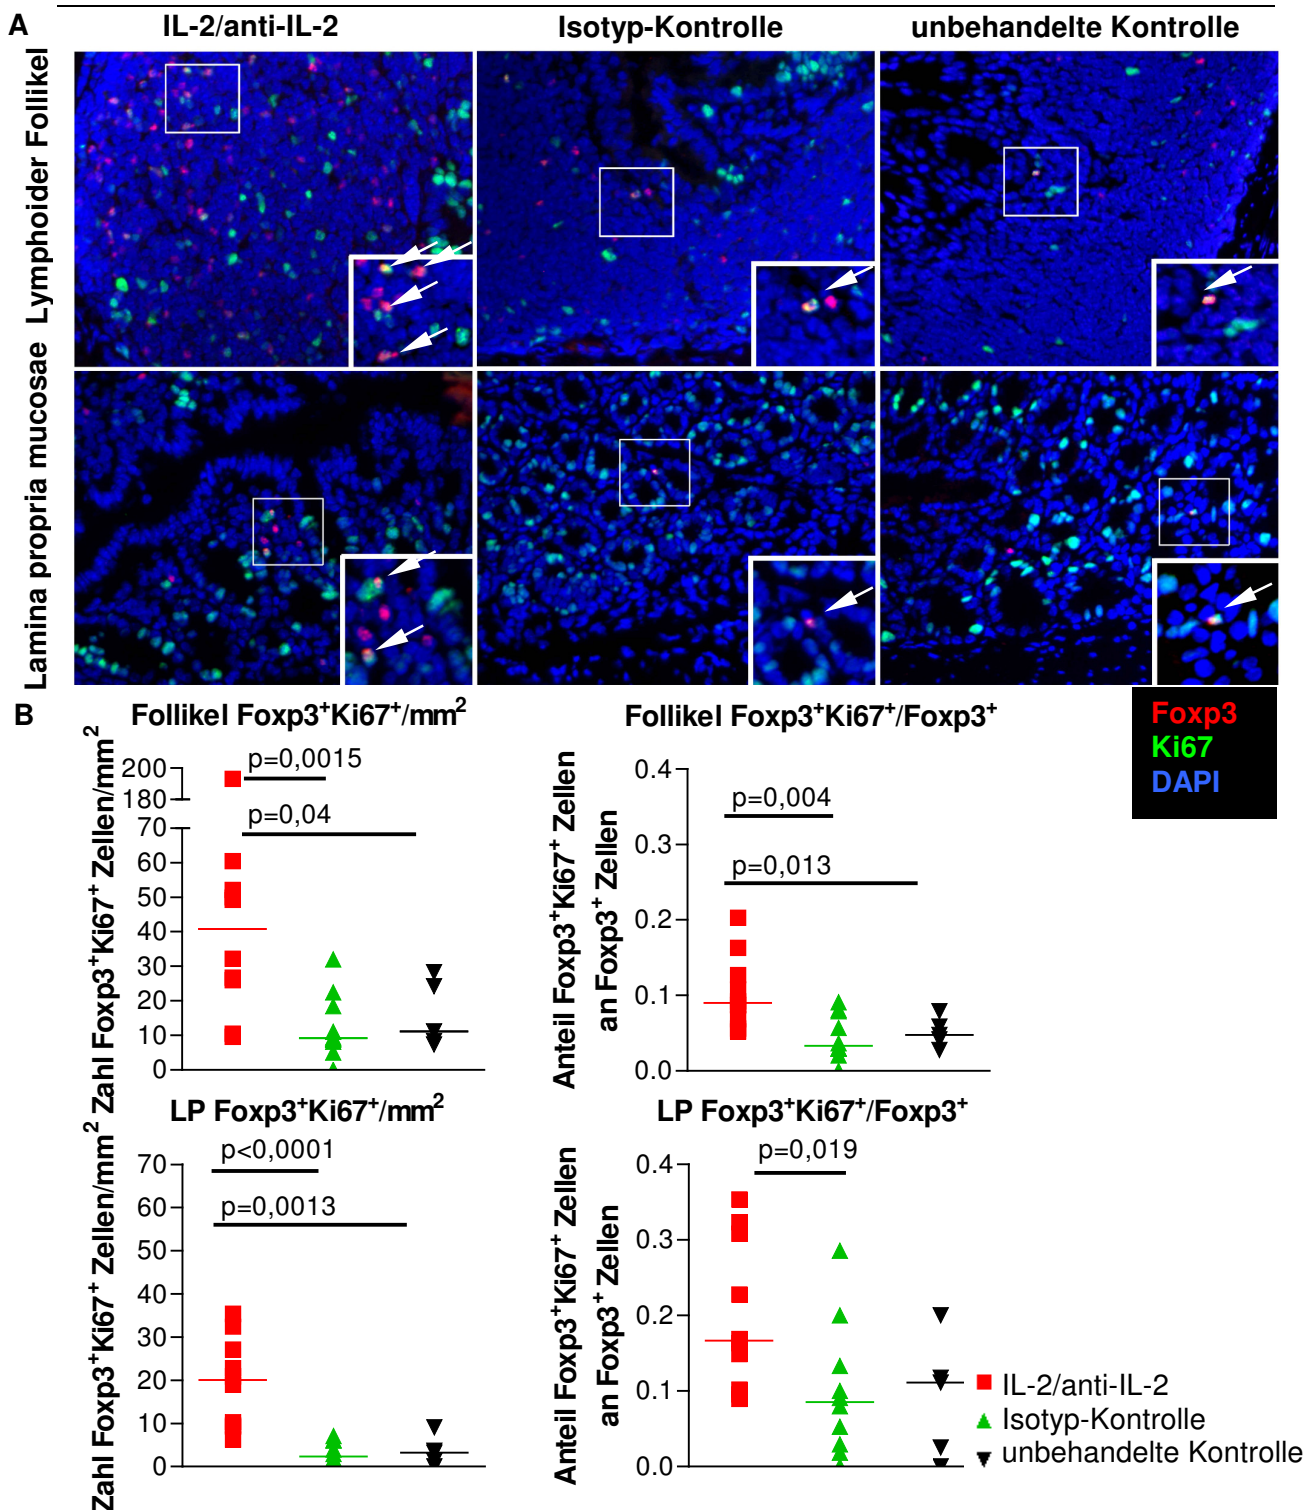 A
IL-2/anti-IL-2
Isotyp-Kontrolle
unbehandelte Kontrolle
Lymphoider Follikel
Lamina propria mucosae
Foxp3
Ki67
DAPI
B
Follikel Foxp3⁺Ki67⁺/mm²
Zahl Foxp3⁺Ki67⁺ Zellen/mm²
200
180
70
60
50
40
30
20
10
0
p=0,0015
p=0,04
Follikel Foxp3⁺Ki67⁺/Foxp3⁺
Anteil Foxp3⁺Ki67⁺ Zellen
an Foxp3⁺ Zellen
0.4
0.3
0.2
0.1
0.0
p=0,004
p=0,013
LP Foxp3⁺Ki67⁺/mm²
Zahl Foxp3⁺Ki67⁺ Zellen/mm²
70
60
50
40
30
20
10
0
p<0,0001
p=0,0013
LP Foxp3⁺Ki67⁺/Foxp3⁺
Anteil Foxp3⁺Ki67⁺ Zellen
an Foxp3⁺ Zellen
0.4
0.3
0.2
0.1
0.0
p=0,019
IL-2/anti-IL-2
Isotyp-Kontrolle
unbehandelte Kontrolle